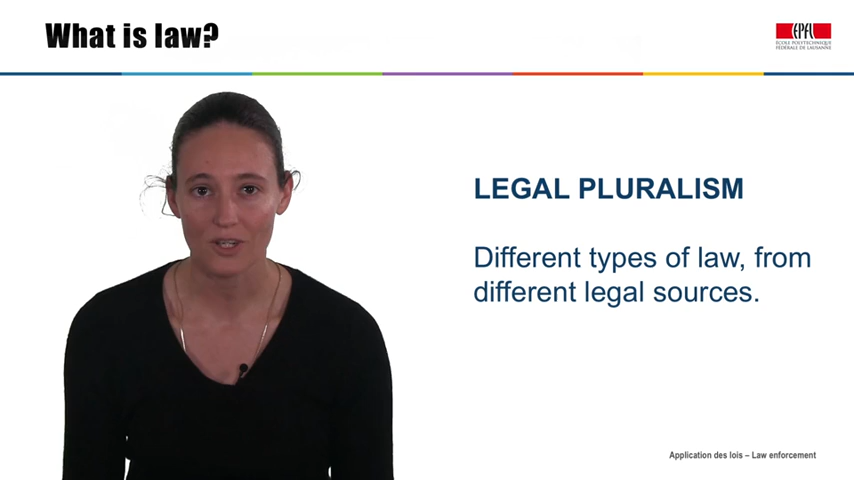 What is law?
EPFL
ÉCOLE POLYTECHNIQUE
FÉDÉRALE DE LAUSANNE
LEGAL PLURALISM
Different types of law, from
different legal sources.
Application des lois – Law enforcement